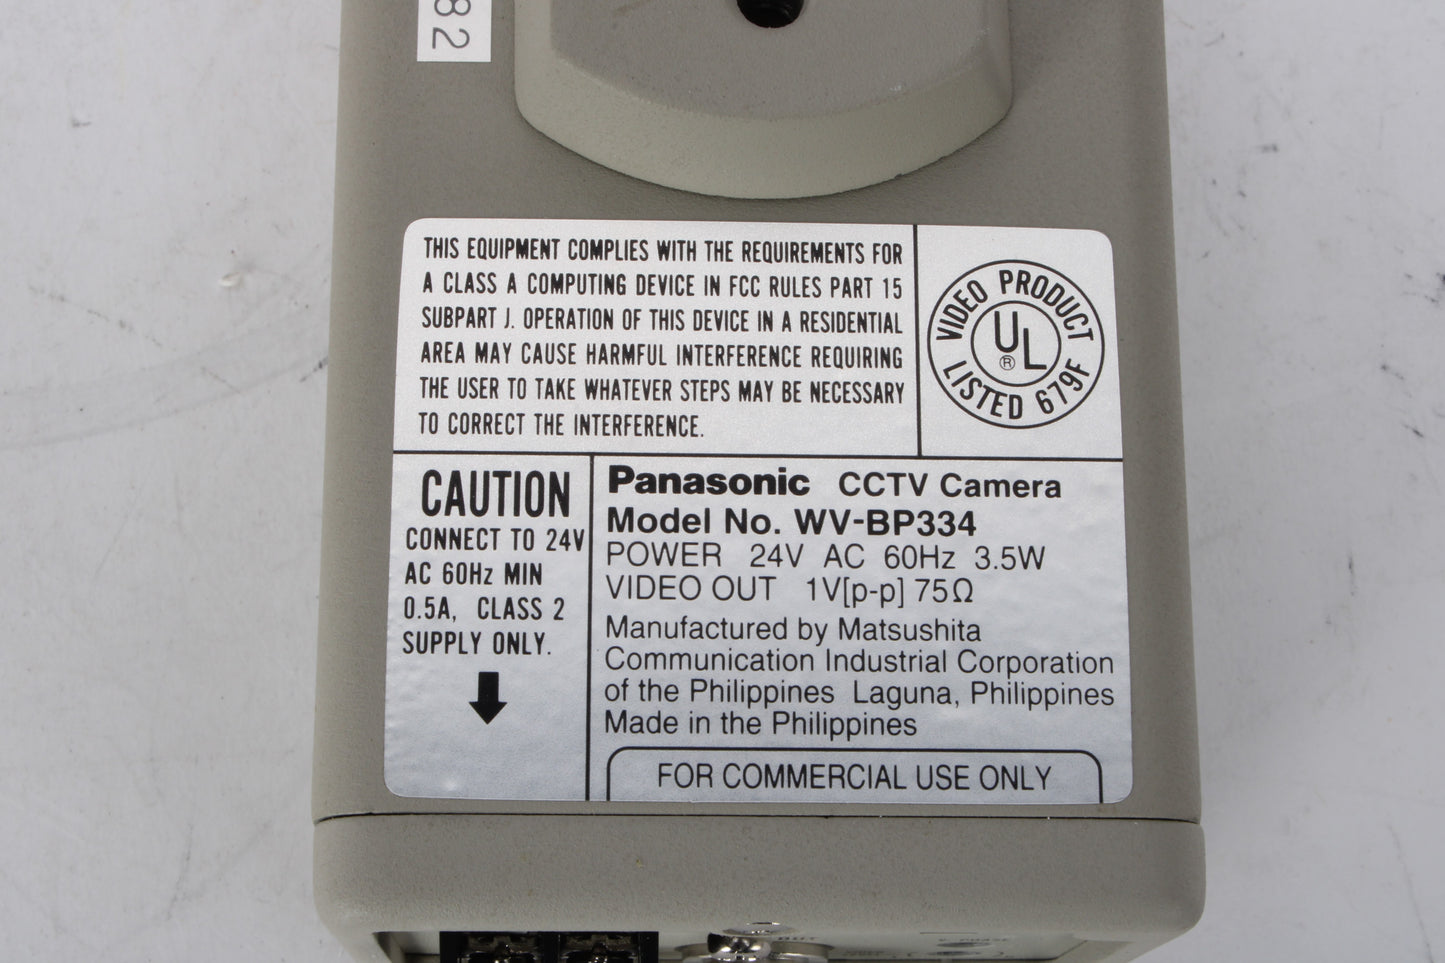 82
THIS EQUIPMENT COMPLIES WITH THE REQUIREMENTS FOR
A CLASS A COMPUTING DEVICE IN FCC RULES PART 15
SUBPART J. OPERATION OF THIS DEVICE IN A RESIDENTIAL
AREA MAY CAUSE HARMFUL INTERFERENCE REQUIRING
THE USER TO TAKE WHATEVER STEPS MAY BE NECESSARY
TO CORRECT THE INTERFERENCE.
VIDEO PRODUCT
UL ®
LISTED 679F
CAUTION
CONNECT TO 24V
AC 60Hz MIN
0.5A, CLASS 2
SUPPLY ONLY.
Panasonic CCTV Camera
Model No. WV-BP334
POWER 24V AC 60Hz 3.5W
VIDEO OUT 1V[p-p] 75Ω
Manufactured by Matsushita
Communication Industrial Corporation
of the Philippines Laguna, Philippines
Made in the Philippines
FOR COMMERCIAL USE ONLY